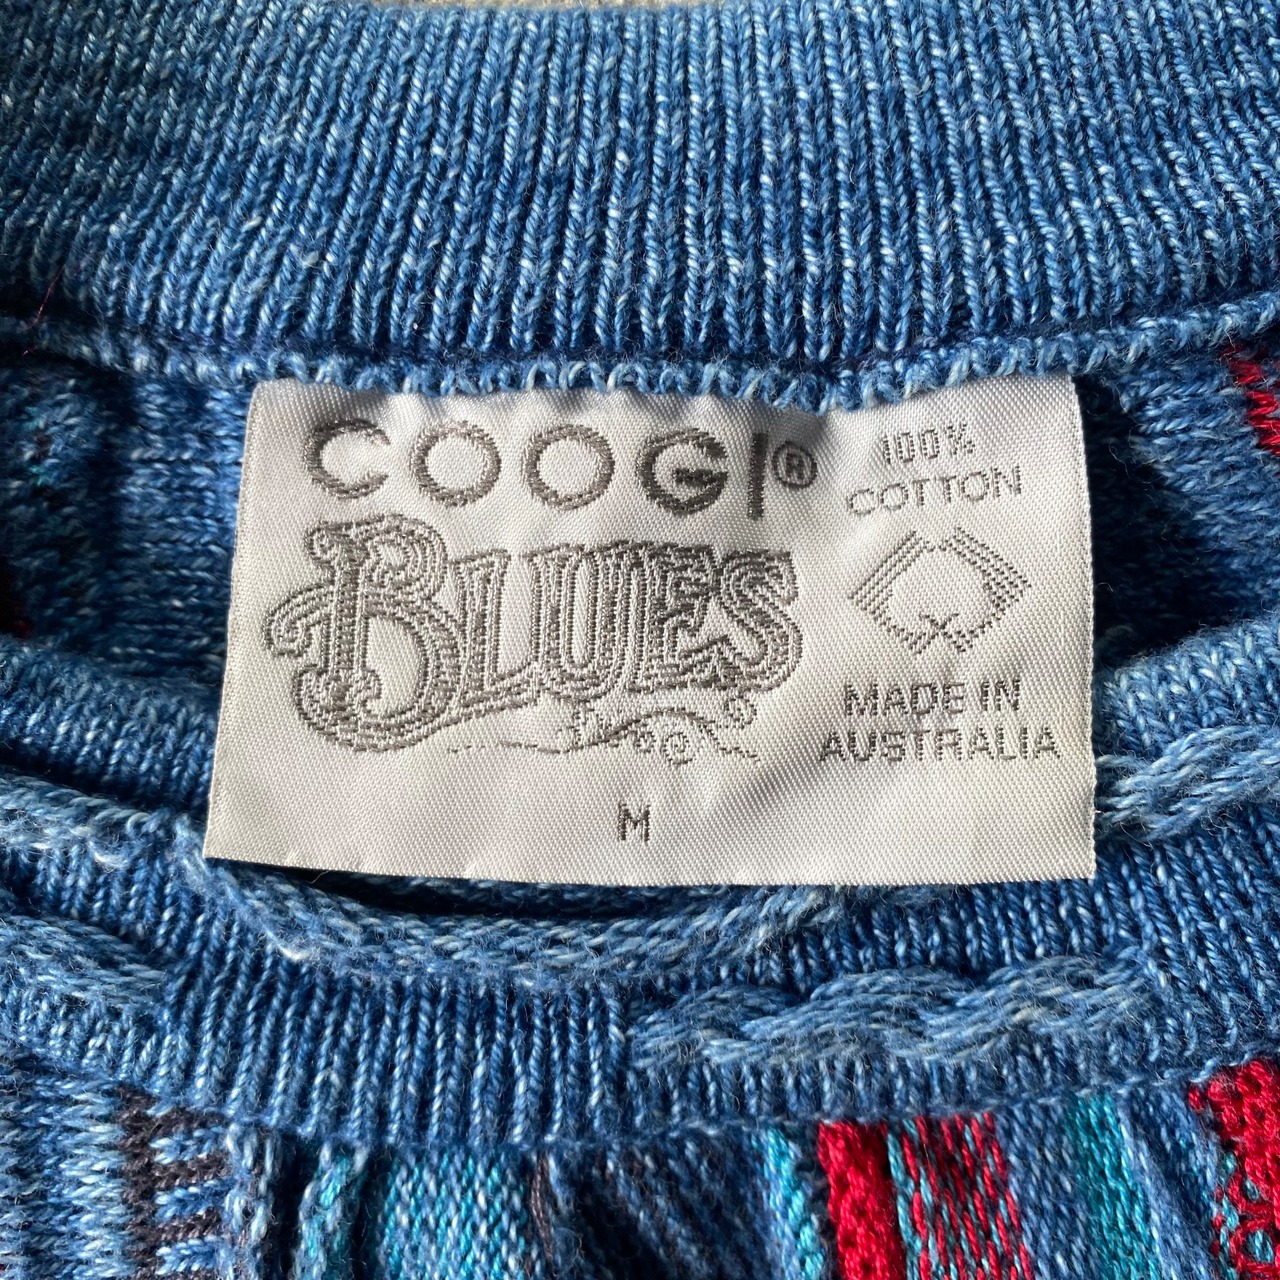 COOGI®
BLUES
100%
COTTON
MADE IN
AUSTRALIA
M